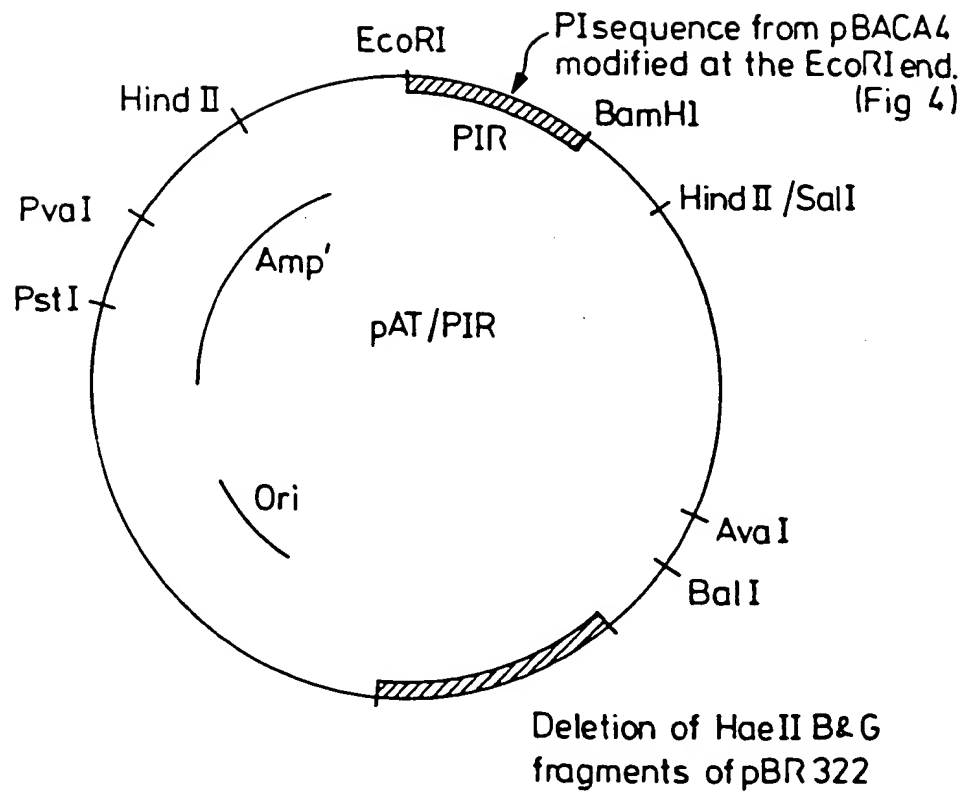 EcoRI
PI sequence from pBACA4
modified at the EcoRI end.
(Fig 4)
Hind II
BamH1
PIR
PvaI
Hind II /SalI
Amp'
PstI
pAT/PIR
Ori
AvaI
BalI
Deletion of HaeII B&G
fragments of pBR322